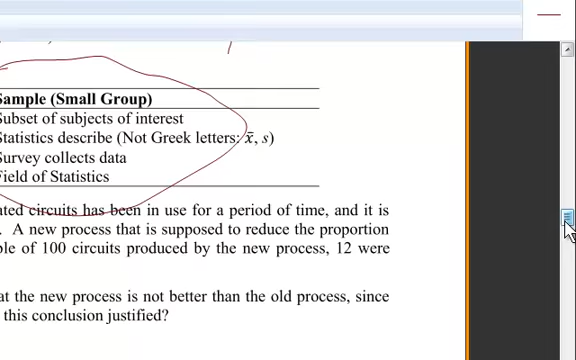 Sample (Small Group)
Subset of subjects of interest
Statistics describe (Not Greek letters: x̄, s)
Survey collects data
Field of Statistics
ated circuits has been in use for a period of time, and it is
. A new process that is supposed to reduce the proportion
ple of 100 circuits produced by the new process, 12 were
at the new process is not better than the old process, since
this conclusion justified?